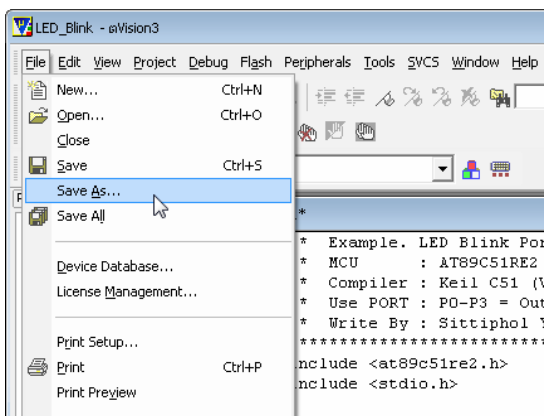 LED_Blink - µVision3
File Edit View Project Debug Flash Peripherals Tools SVCS Window Help
New... Ctrl+N
Open... Ctrl+O
Close
Save Ctrl+S
Save As...
Save All
Device Database...
License Management...
Print Setup...
Print Ctrl+P
Print Preview
*
* Example. LED Blink
* MCU : AT89C51RE2
* Compiler : Keil C51
* Use PORT : P0-P3 =
* Write By : Sittiphol
*************************
nclude <at89c51re2.h>
nclude <stdio.h>